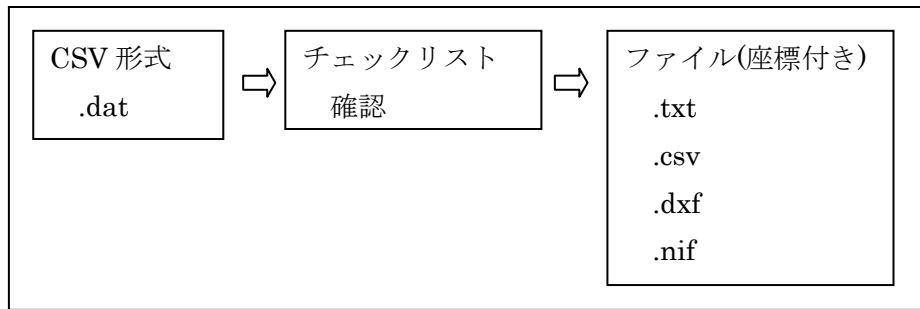 CSV 形式
.dat
チェックリスト
確認
ファイル(座標付き)
.txt
.csv
.dxf
.nif